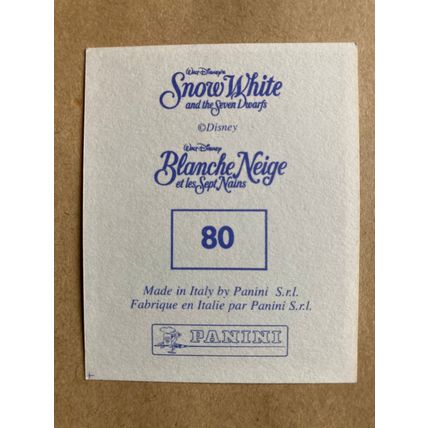 Walt Disney's
Snow White
and the Seven Dwarfs
©Disney
Walt Disney
Blanche Neige
et les Sept Nains
80
Made in Italy by Panini S.r.l.
Fabrique en Italie par Panini S.r.l.
PANINI